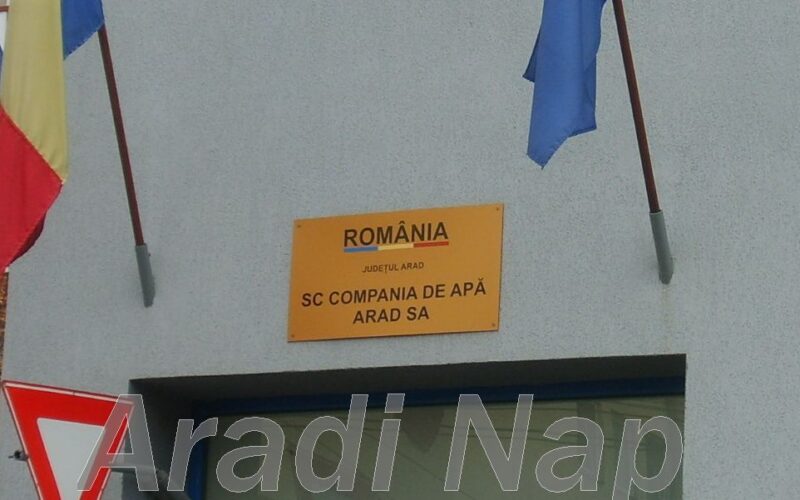 ROMÂNIA
JUDEȚUL ARAD
SC COMPANIA DE APĂ
ARAD SA
Aradi Nap